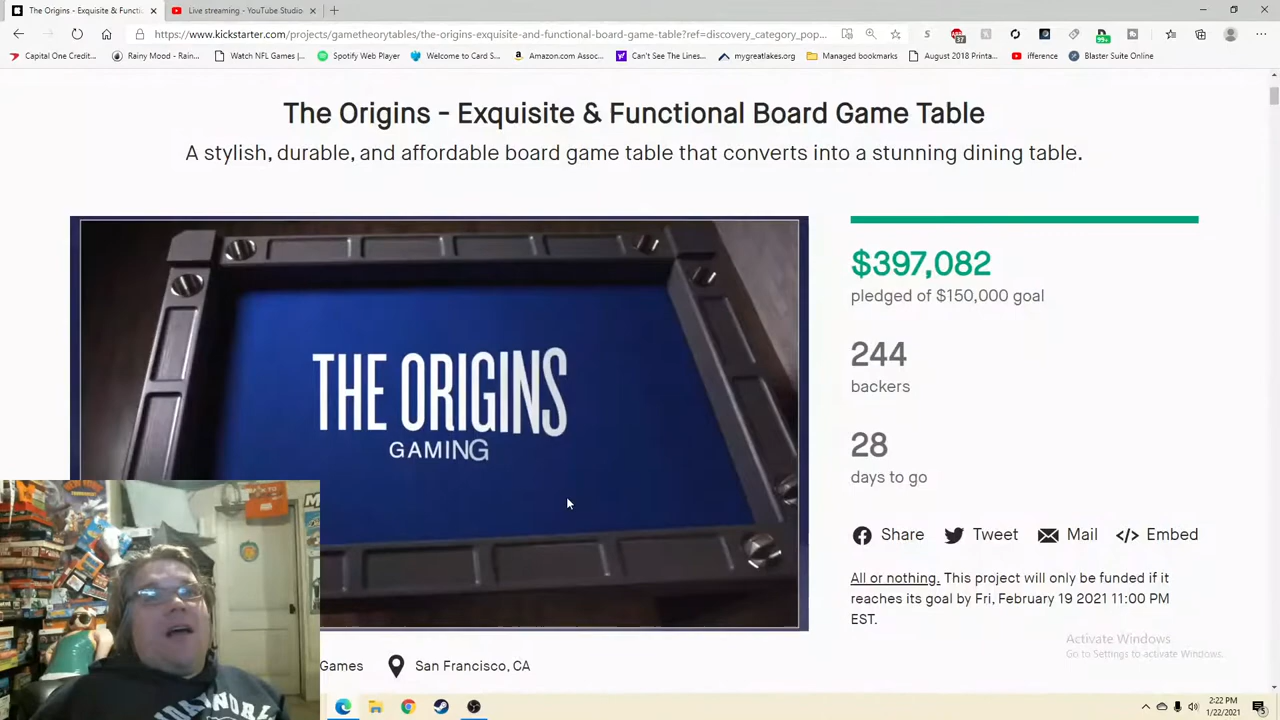 The Origins - Exquisite & Functi
Live streaming - YouTube Studio
https://www.kickstarter.com/projects/gametheorytables/the-origins-exquisite-and-functional-board-game-table?ref=discovery_category_pop...
Capital One Credit...
Rainy Mood - Rain...
Watch NHL Games |...
Spotify Web Player
Welcome to Card S...
Amazon.com Assoc...
Can't See The Lines...
mygreatlakes.org
Managed bookmarks
August 2018 Printa...
ifference
Blaster Suite Online
The Origins - Exquisite & Functional Board Game Table
A stylish, durable, and affordable board game table that converts into a stunning dining table.
THE ORIGINS
GAMING
$397,082
pledged of $150,000 goal
244
backers
28
days to go
Share
Tweet
Mail
Embed
All or nothing. This project will only be funded if it
reaches its goal by Fri, February 19 2021 11:00 PM
EST.
Activate Windows
Go to Settings to activate Windows.
Games
San Francisco, CA
2:22 PM
1/22/2021